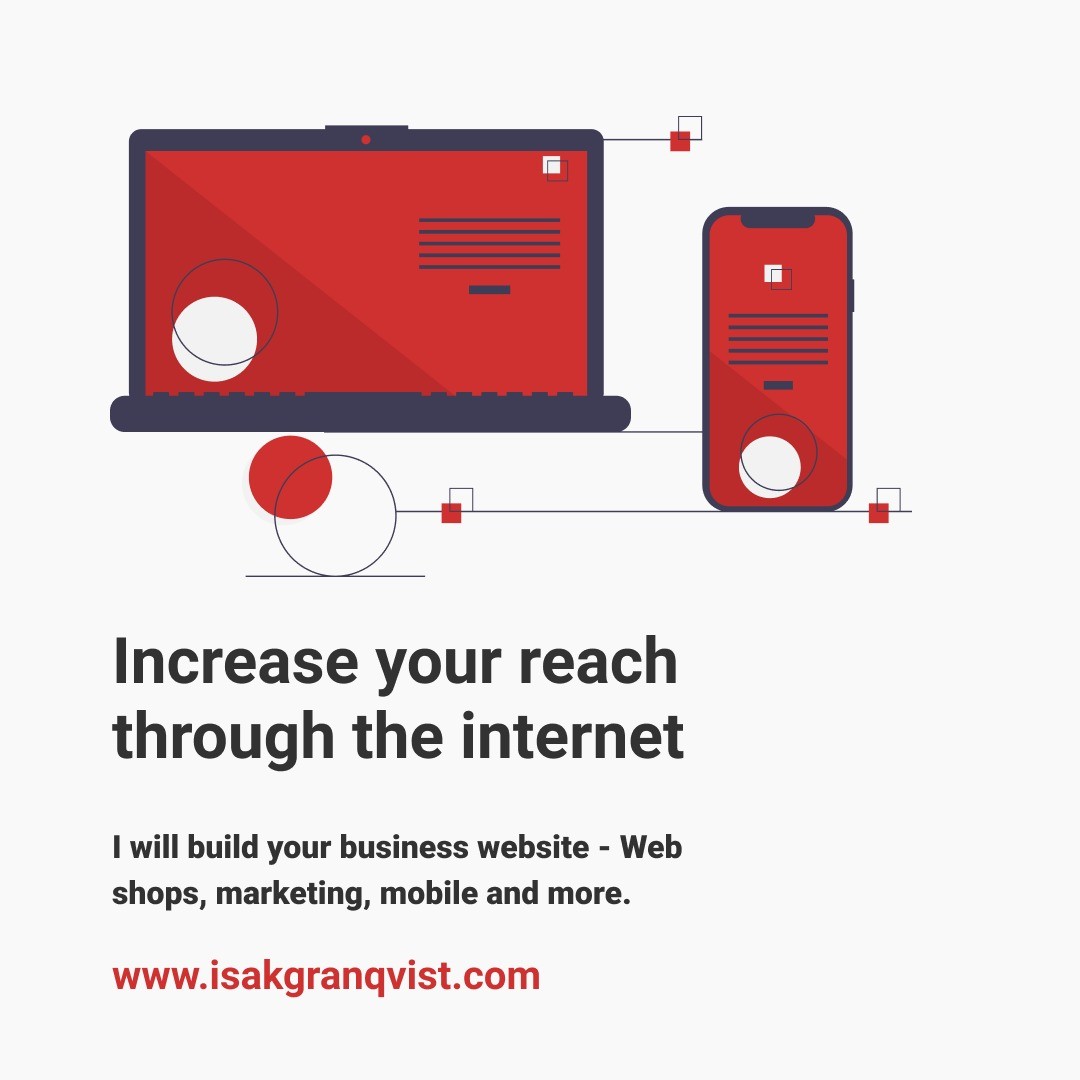 Increase your reach
through the internet
I will build your business website - Web
shops, marketing, mobile and more.
www.isakgranqvist.com